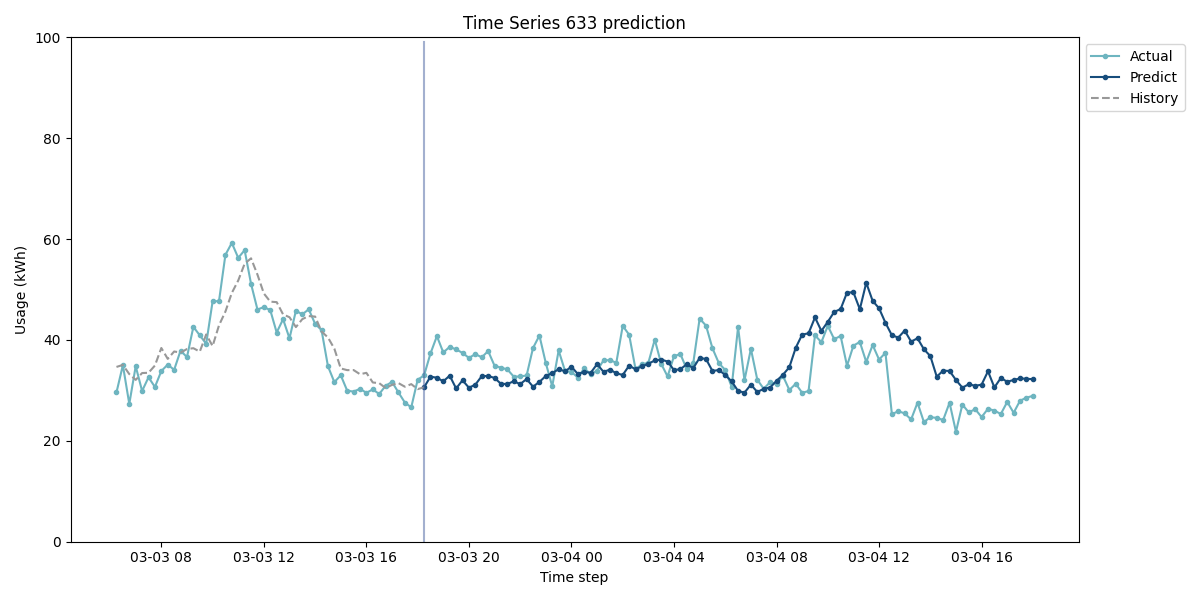 Time Series 633 prediction
Usage (kWh)
100
80
60
40
20
0
03-03 08
03-03 12
03-03 16
03-03 20
03-04 00
03-04 04
03-04 08
03-04 12
03-04 16
Time step
Actual
Predict
History